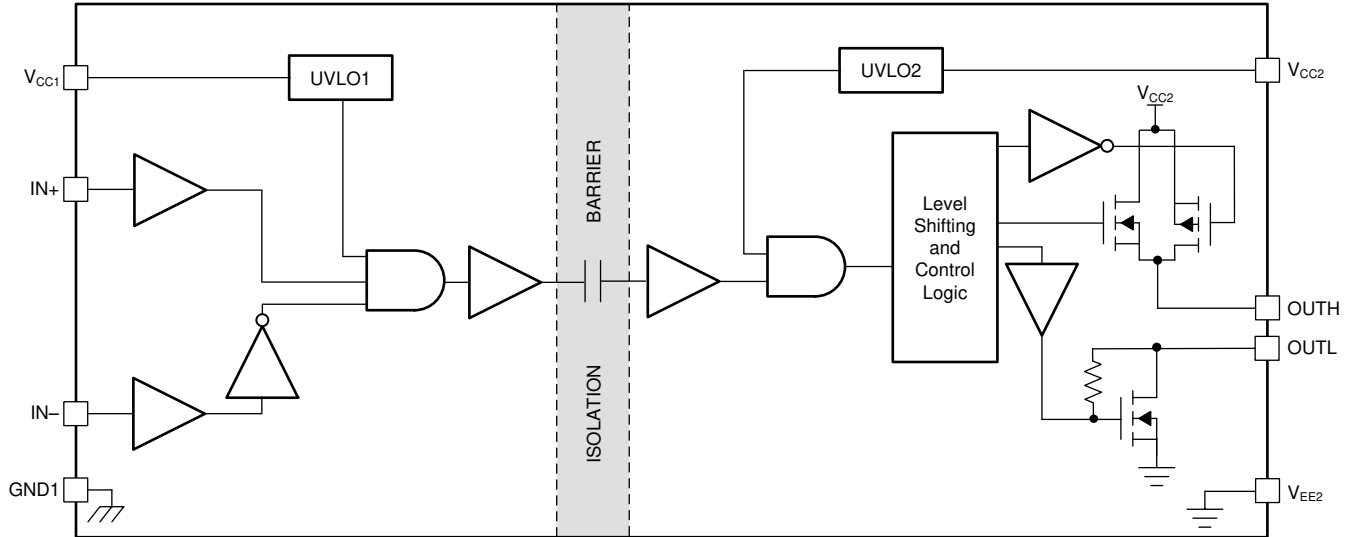 VCC1
UVLO1
UVLO2
VCC2
VCC2
IN+
BARRIER
Level
Shifting
and
Control
Logic
OUTH
OUTL
IN−
ISOLATION
GND1
VEE2